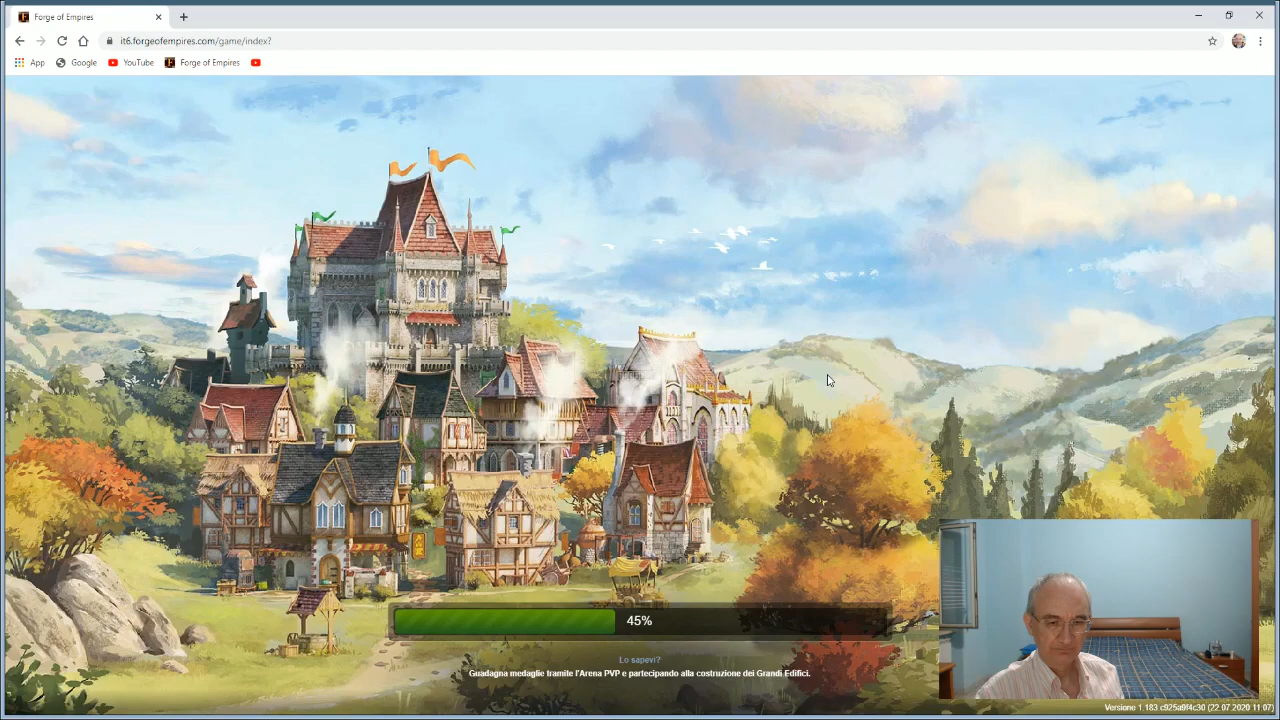 Forge of Empires
it6.forgeofempires.com/game/index?
App Google YouTube Forge of Empires
45%
Lo sapevi?
Guadagna medaglie tramite l'Arena PVP e partecipando alla costruzione dei Grandi Edifici.
Versione 1.183 c925a9f4c30 (22.07.2020 11:07)